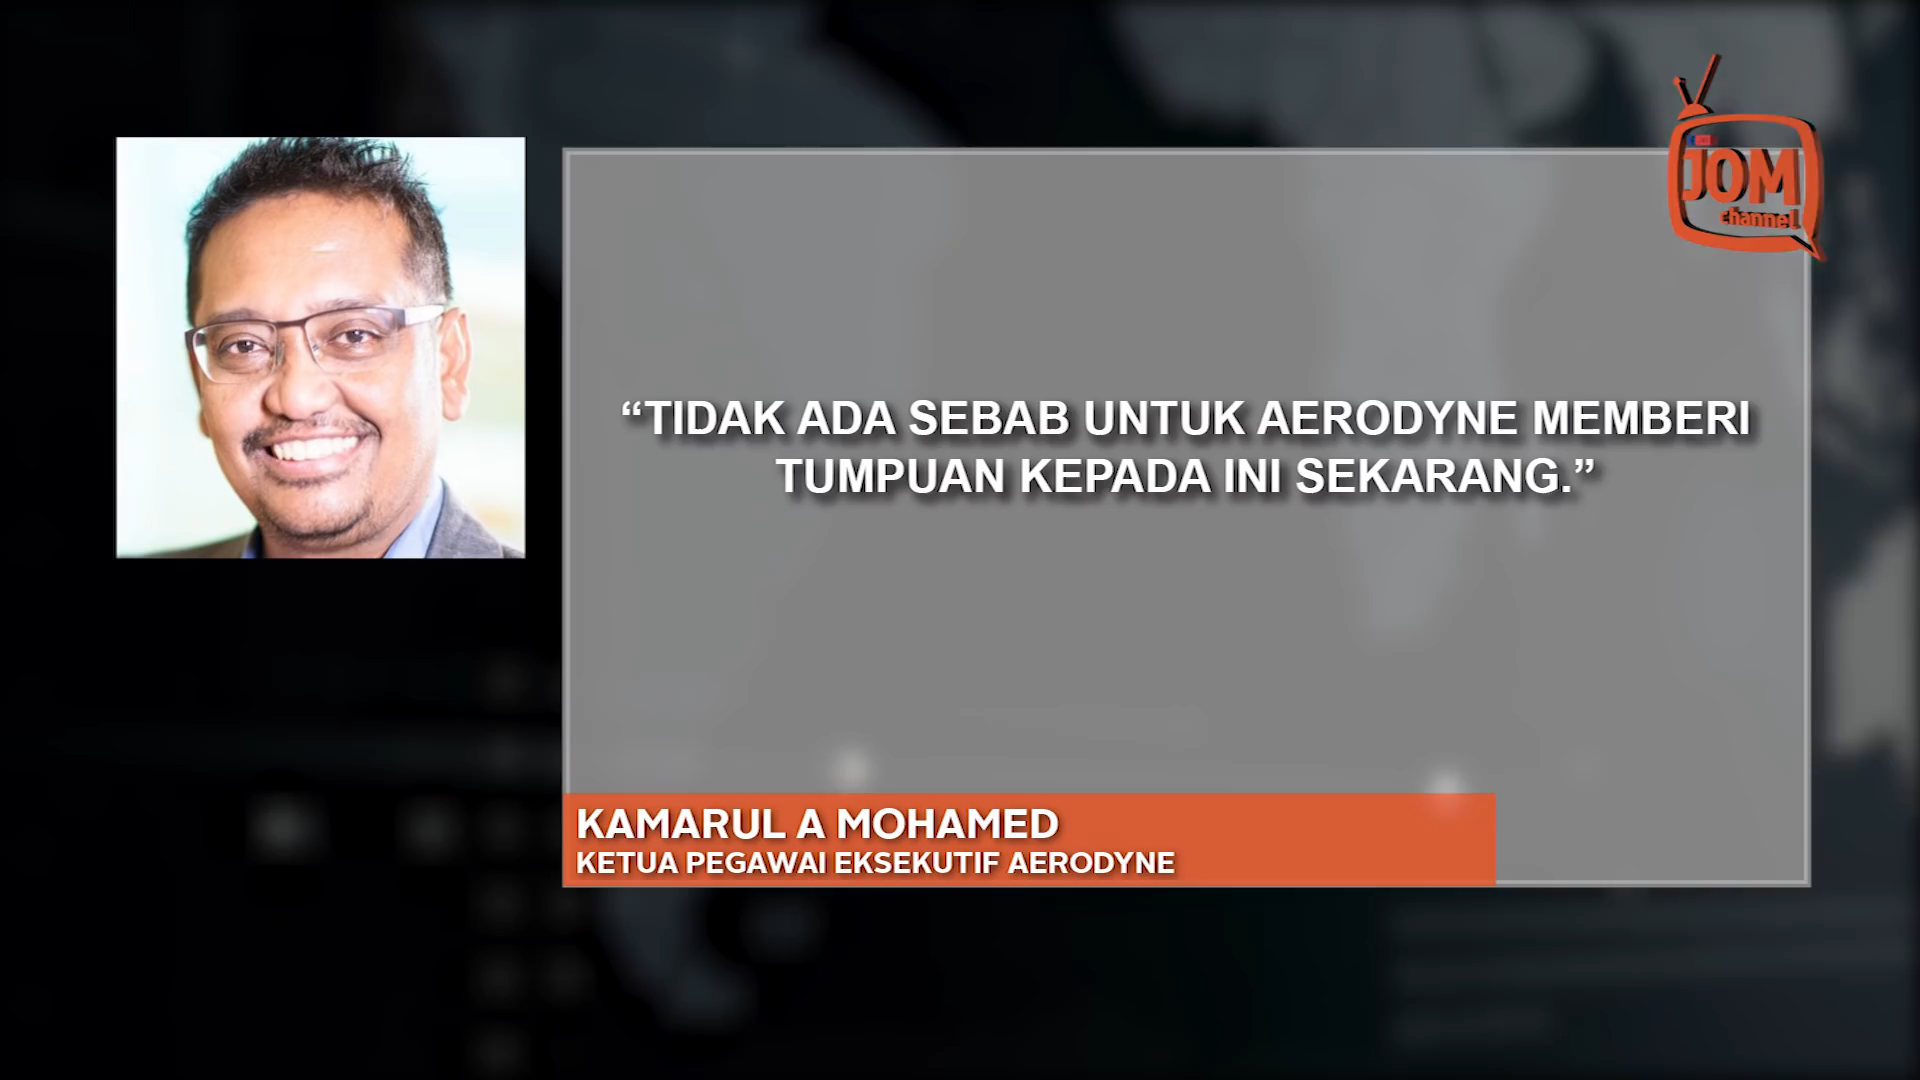 JOM
channel
“TIDAK ADA SEBAB UNTUK AERODYNE MEMBERI
TUMPUAN KEPADA INI SEKARANG.”
KAMARUL A MOHAMED
KETUA PEGAWAI EKSEKUTIF AERODYNE